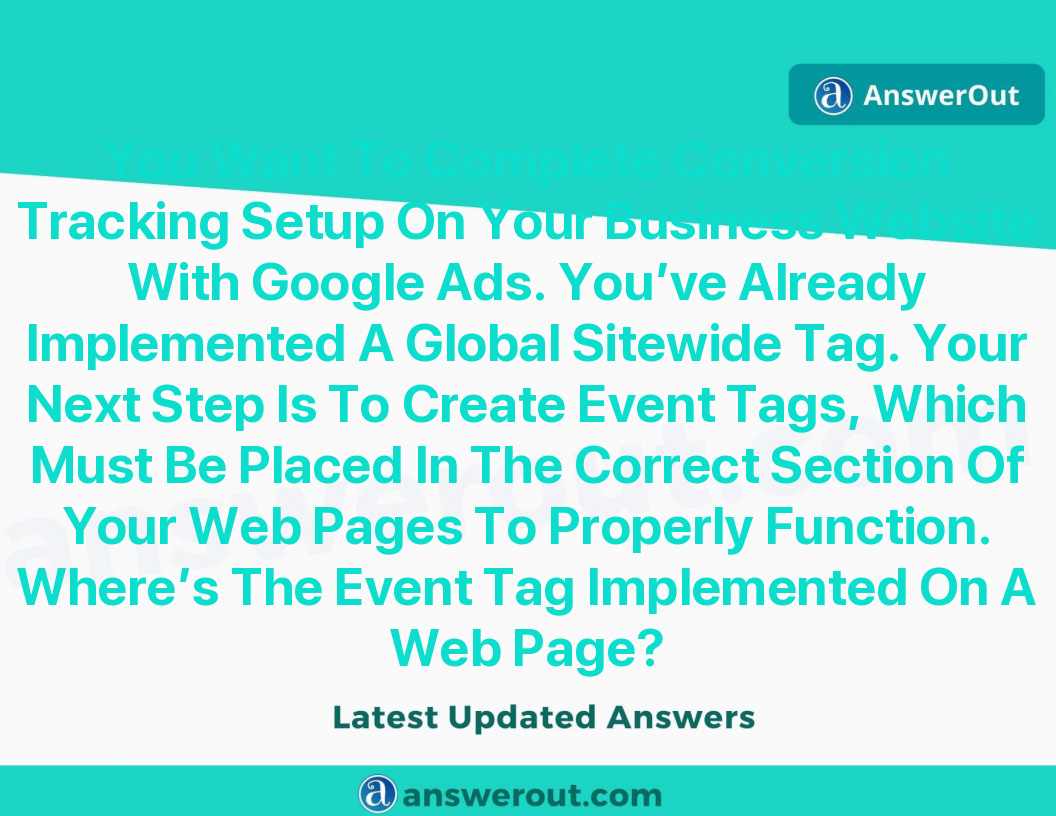 AnswerOut
You Want To Complete Conversion
Tracking Setup On Your Business Website
With Google Ads. You’ve Already
Implemented A Global Sitewide Tag. Your
Next Step Is To Create Event Tags, Which
Must Be Placed In The Correct Section Of
Your Web Pages To Properly Function.
Where’s The Event Tag Implemented On A
Web Page?
answerout.com
Latest Updated Answers
answerout.com